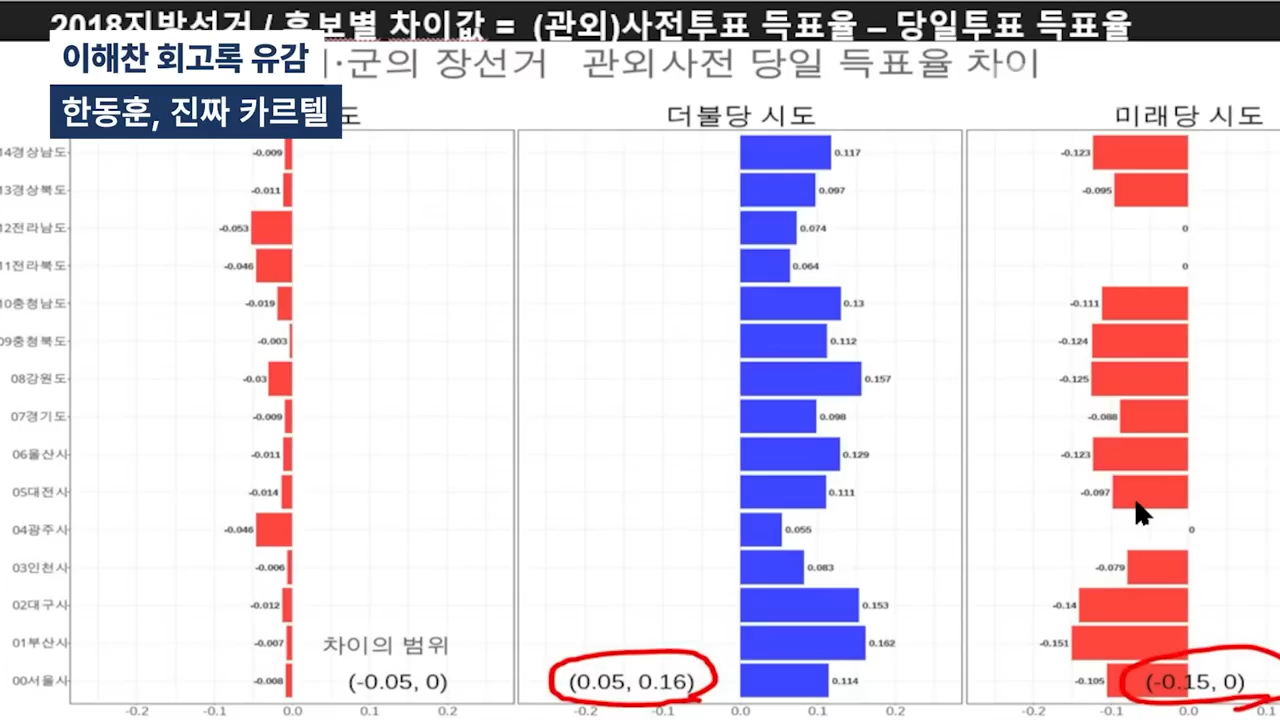 2018지방선거 / 후보별 차이값 = (관외)사전투표 득표율 – 당일투표 득표율
이해찬 회고록 유감
·군의 장선거 관외사전 당일 득표율 차이
한동훈, 진짜 카르텔
도 더불당 시도 미래당 시도
14경상남도 -0.009 0.117 -0.123
13경상북도 -0.011 0.097 -0.095
12전라남도 -0.053 0.074 0
11전라북도 -0.046 0.064 0
10충청남도 -0.019 0.13 -0.111
09충청북도 -0.003 0.112 -0.124
08강원도 -0.03 0.157 -0.125
07경기도 -0.009 0.098 -0.088
06울산시 -0.011 0.129 -0.123
05대전시 -0.014 0.111 -0.097
04광주시 -0.046 0.055 0
03인천시 -0.006 0.083 -0.079
02대구시 -0.012 0.153 -0.14
01부산시 -0.007 차이의 범위 0.162 -0.151
00서울시 -0.008 (-0.05, 0) (0.05, 0.16) 0.114 -0.105 (-0.15, 0)
-0.2 -0.1 0.0 0.1 0.2 -0.2 -0.1 0.0 0.1 0.2 -0.2 -0.1 0.0 0.1